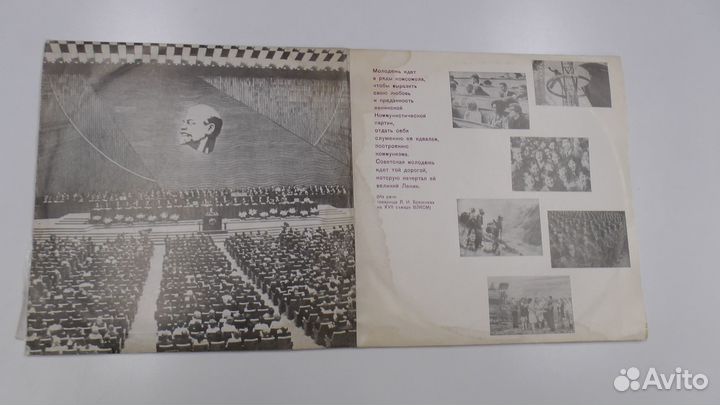 Молодежь идет
в ряды комсомола,
чтобы выразить
свою любовь
и преданность
ленинской
Коммунистической
партии,
отдать себя
служению ее идеалам,
построению
коммунизма.
Советская молодежь
идет той дорогой,
которую начертал ей
великий Ленин.
(Из речи
товарища Л. И. Брежнева
на XVII съезде ВЛКСМ)
Avito